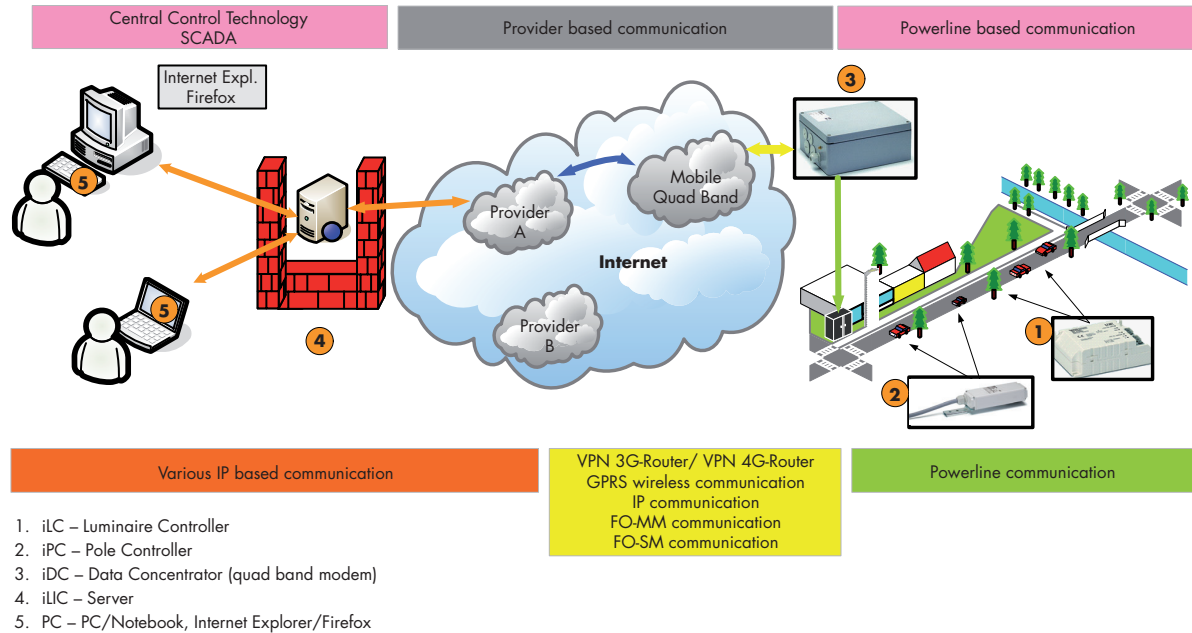 Central Control Technology
SCADA
Provider based communication
Powerline based communication
Internet Expl.
Firefox
3
5
Mobile
Quad Band
Provider
A
Internet
5
Provider
B
4
1
2
Various IP based communication
VPN 3G-Router/ VPN 4G-Router
GPRS wireless communication
IP communication
FO-MM communication
FO-SM communication
Powerline communication
1. iLC – Luminaire Controller
2. iPC – Pole Controller
3. iDC – Data Concentrator (quad band modem)
4. iLIC – Server
5. PC – PC/Notebook, Internet Explorer/Firefox